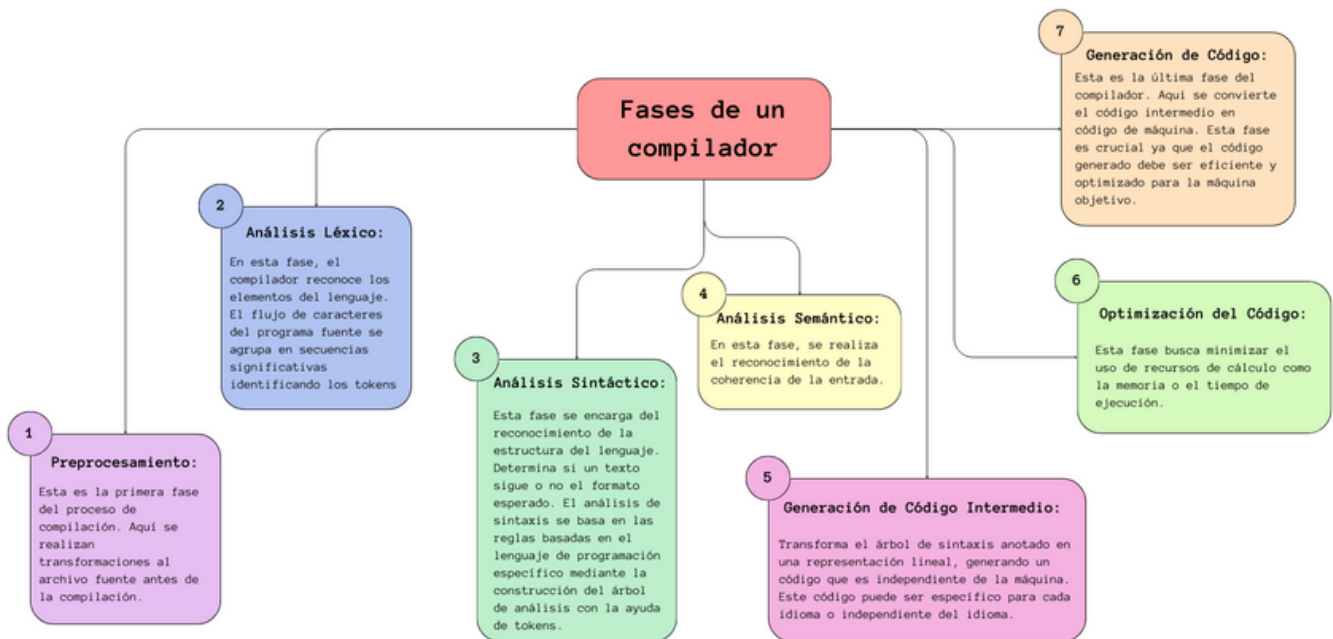 Fases de un
compilador
1
Preprocesamiento:
Esta es la primera fase
del proceso de
compilación. Aquí se
realizan
transformaciones al
archivo fuente antes de
la compilación.
2
Análisis Léxico:
En esta fase, el
compilador reconoce los
elementos del lenguaje.
El flujo de caracteres
del programa fuente se
agrupa en secuencias
significativas
identificando los tokens
3
Análisis Sintáctico:
Esta fase se encarga del
reconocimiento de la
estructura del lenguaje.
Determina si un texto
sigue o no el formato
esperado. El análisis de
sintaxis se basa en las
reglas basadas en el
lenguaje de programación
específico mediante la
construcción del árbol
de análisis con la ayuda
de tokens.
4
Análisis Semántico:
En esta fase, se realiza
el reconocimiento de la
coherencia de la entrada.
5
Generación de Código Intermedio:
Transforma el árbol de sintaxis anotado en
una representación lineal, generando un
código que es independiente de la máquina.
Este código puede ser específico para cada
idioma o independiente del idioma.
6
Optimización del Código:
Esta fase busca minimizar el
uso de recursos de cálculo como
la memoria o el tiempo de
ejecución.
7
Generación de Código:
Esta es la última fase del
compilador. Aqui se convierte
el código intermedio en
código de máquina. Esta fase
es crucial ya que el código
generado debe ser eficiente y
optimizado para la máquina
objetivo.